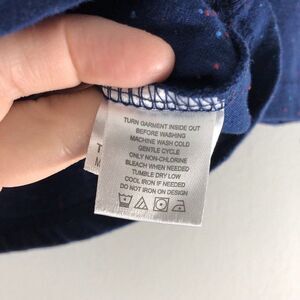 TURN GARMENT INSIDE OUT
BEFORE WASHING
MACHINE WASH COLD
GENTLE CYCLE
ONLY NON-CHLORINE
BLEACH WHEN NEEDED
TUMBLE DRY LOW
COOL IRON IF NEEDED
DO NOT IRON ON DESIGN
T
M